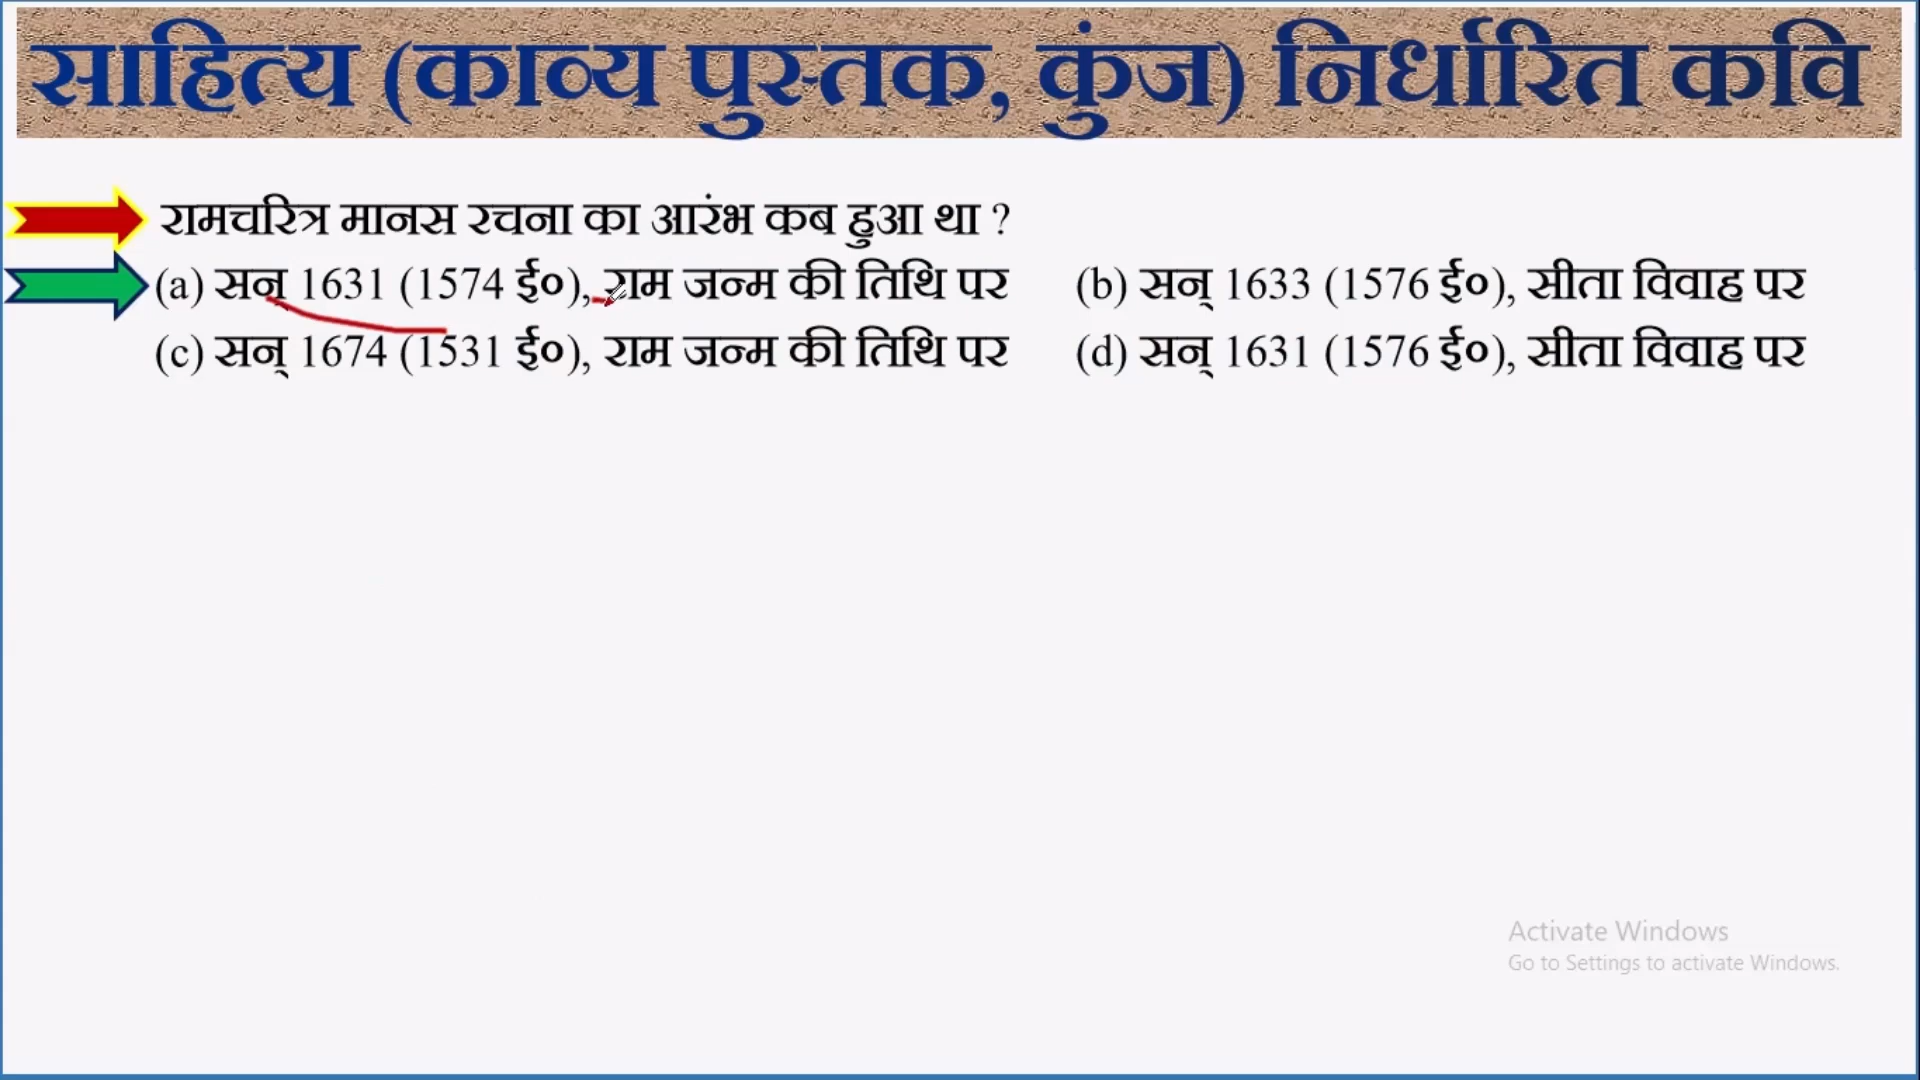 साहित्य (काव्य पुस्तक, कुंज) निर्धारित कवि
रामचरित्र मानस रचना का आरंभ कब हुआ था ?
(a) सन् 1631 (1574 ई०), राम जन्म की तिथि पर (b) सन् 1633 (1576 ई०), सीता विवाह पर
(c) सन् 1674 (1531 ई०), राम जन्म की तिथि पर (d) सन् 1631 (1576 ई०), सीता विवाह पर
Activate Windows
Go to Settings to activate Windows.